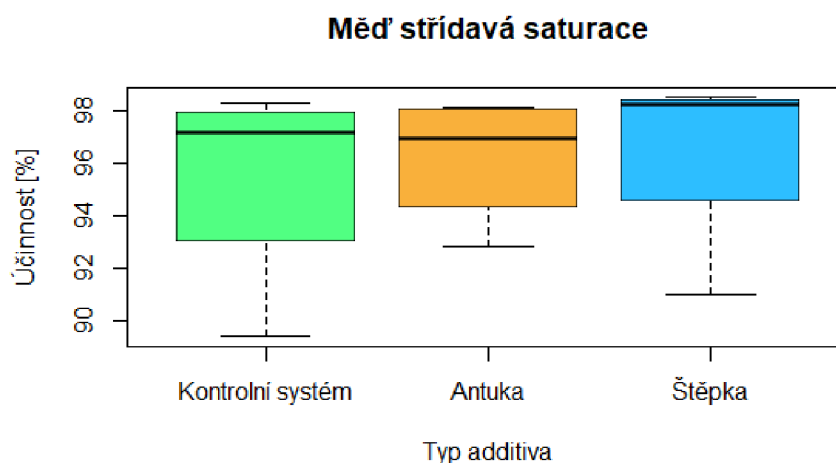 Měď střídavá saturace
98
96
94
92
90
Účinnost [%]
Kontrolní systém Antuka Štěpka
Typ additiva